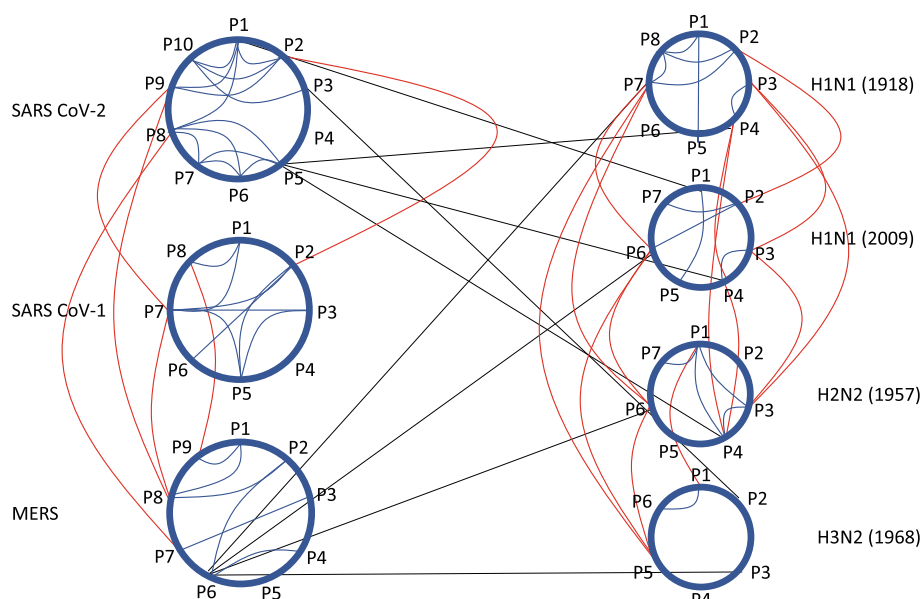 P1
P10
P2
P9
P3
SARS CoV-2
P8
P4
P7
P6
P5
P1
P8
P2
SARS CoV-1
P7
P3
P6
P4
P5
P1
P9
P2
P8
P3
MERS
P7
P4
P6
P5
P1
P8
P2
P7
P3
H1N1 (1918)
P6
P4
P5
P1
P7
P2
P6
P3
H1N1 (2009)
P5
P4
P1
P7
P2
P6
P3
H2N2 (1957)
P5
P4
P1
P6
P2
H3N2 (1968)
P5
P3
P4